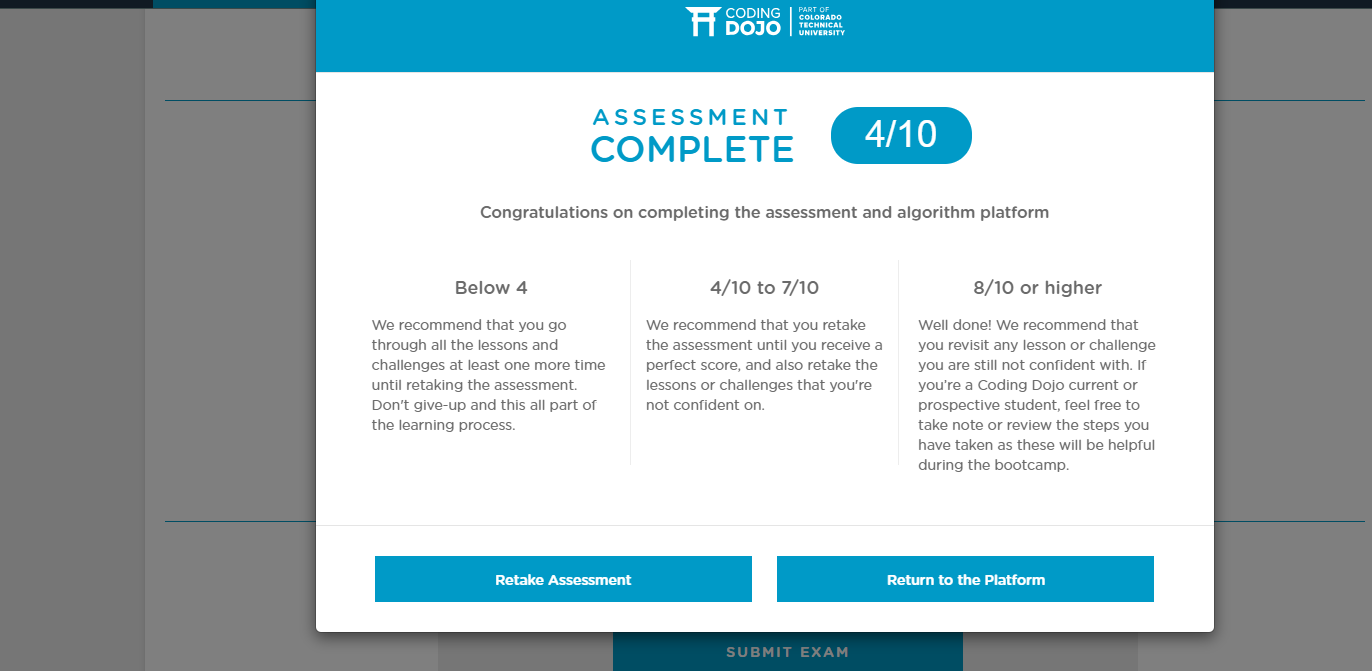 CODING
DOJO
PART OF
COLORADO
TECHNICAL
UNIVERSITY
ASSESSMENT
COMPLETE
4/10
Congratulations on completing the assessment and algorithm platform
Below 4
We recommend that you go
through all the lessons and
challenges at least one more time
until retaking the assessment.
Don't give-up and this all part of
the learning process.
4/10 to 7/10
We recommend that you retake
the assessment until you receive a
perfect score, and also retake the
lessons or challenges that you're
not confident on.
8/10 or higher
Well done! We recommend that
you revisit any lesson or challenge
you are still not confident with. If
you're a Coding Dojo current or
prospective student, feel free to
take note or review the steps you
have taken as these will be helpful
during the bootcamp.
Retake Assessment
Return to the Platform
SUBMIT EXAM